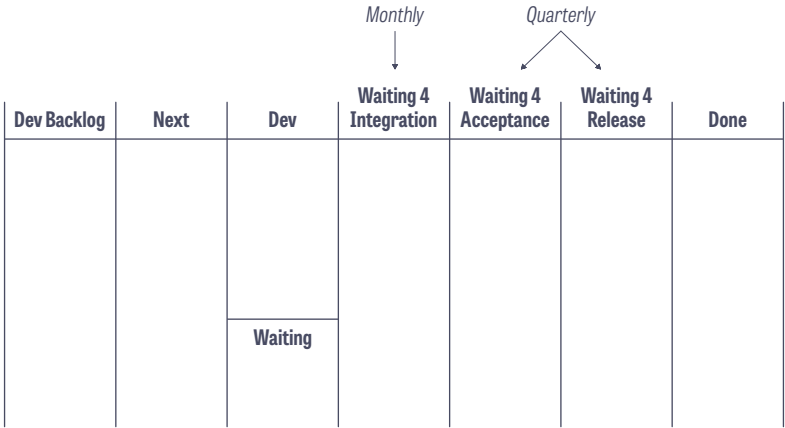 Monthly
Quarterly
Dev Backlog
Next
Dev
Waiting 4
Integration
Waiting 4
Acceptance
Waiting 4
Release
Done
Waiting